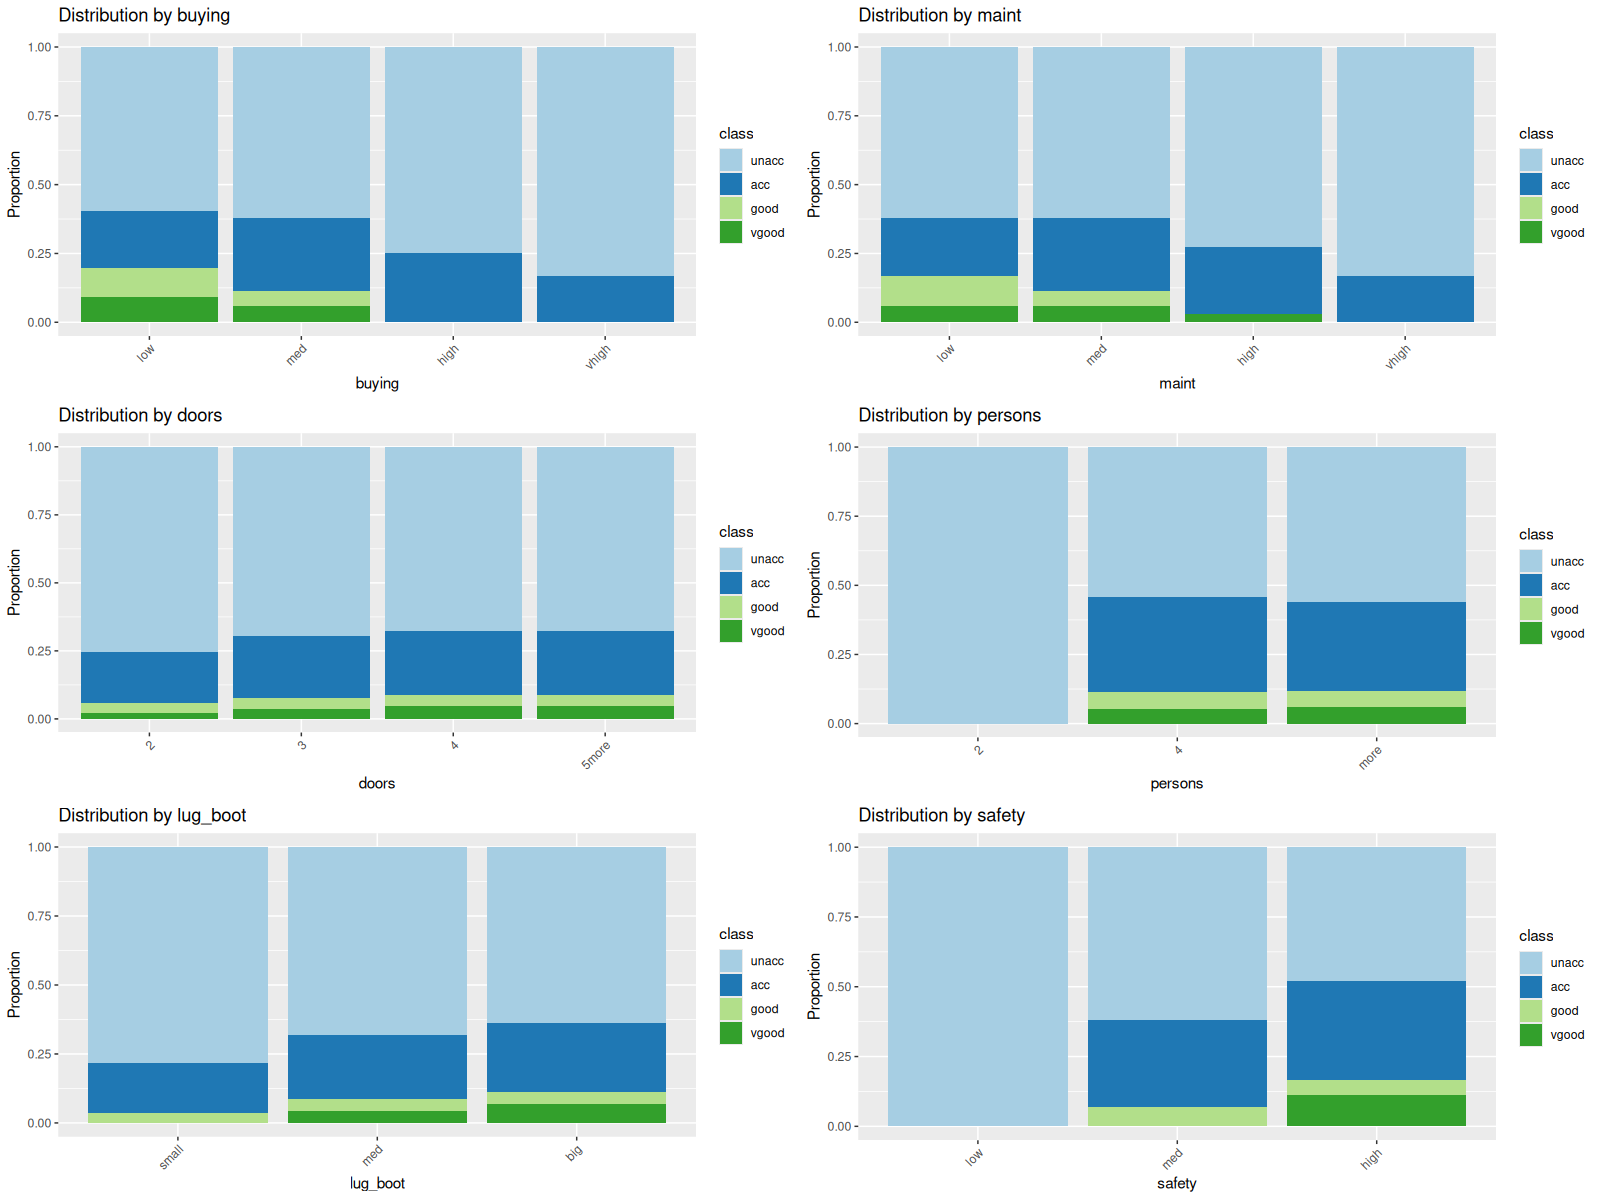 Distribution by buying
1.00
0.75
0.50
0.25
0.00
Proportion
low
med
high
vhigh
buying
class
unacc
acc
good
vgood
Distribution by maint
1.00
0.75
0.50
0.25
0.00
Proportion
low
med
high
vhigh
maint
class
unacc
acc
good
vgood
Distribution by doors
1.00
0.75
0.50
0.25
0.00
Proportion
2
3
4
5more
doors
class
unacc
acc
good
vgood
Distribution by persons
1.00
0.75
0.50
0.25
0.00
Proportion
2
4
more
persons
class
unacc
acc
good
vgood
Distribution by lug_boot
1.00
0.75
0.50
0.25
0.00
Proportion
small
med
big
lug_boot
class
unacc
acc
good
vgood
Distribution by safety
1.00
0.75
0.50
0.25
0.00
Proportion
low
med
high
safety
class
unacc
acc
good
vgood